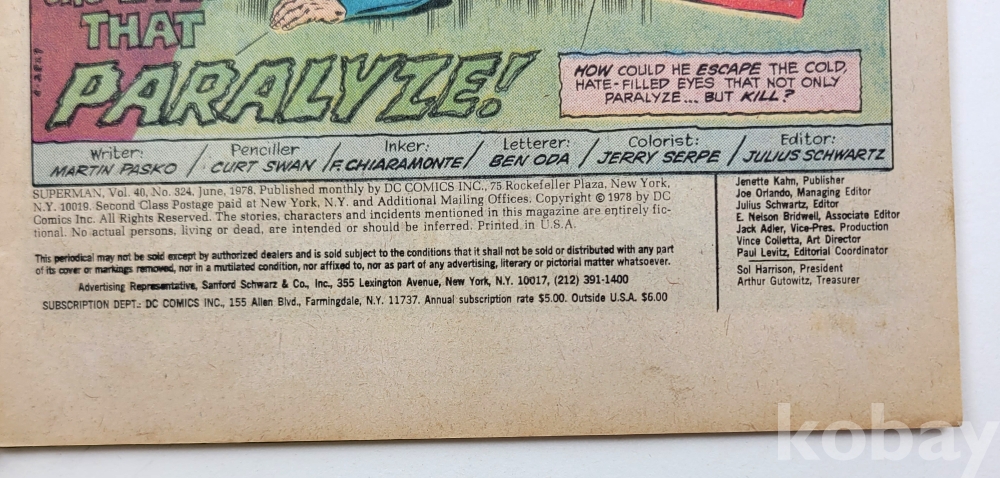 THAT
PARALYZE!
HOW COULD HE ESCAPE THE COLD,
HATE-FILLED EYES THAT NOT ONLY
PARALYZE... BUT KILL?
Writer: MARTIN PASKO / Penciller CURT SWAN / Inker: F. CHIARAMONTE / Letterer: BEN ODA / Colorist: JERRY SERPE / Editor: JULIUS SCHWARTZ
SUPERMAN, Vol. 40, No. 324, June, 1978. Published monthly by DC COMICS INC., 75 Rockefeller Plaza, New York,
N.Y. 10019. Second Class Postage paid at New York, N.Y. and Additional Mailing Offices. Copyright © 1978 by DC
Comics Inc. All Rights Reserved. The stories, characters and incidents mentioned in this magazine are entirely fic-
tional. No actual persons, living or dead, are intended or should be inferred. Printed in U.S.A.
This periodical may not be sold except by authorized dealers and is sold subject to the conditions that it shall not be sold or distributed with any part
of its cover or markings removed, nor in a mutilated condition, nor affixed to, nor as part of any advertising, literary or pictorial matter whatsoever.
Advertising Representative, Sanford Schwarz & Co., Inc., 355 Lexington Avenue, New York, N.Y. 10017, (212) 391-1400
SUBSCRIPTION DEPT.: DC COMICS INC., 155 Allen Blvd., Farmingdale, N.Y. 11737. Annual subscription rate $5.00. Outside U.S.A. $6.00
Jenette Kahn, Publisher
Joe Orlando, Managing Editor
Julius Schwartz, Editor
E. Nelson Bridwell, Associate Editor
Jack Adler, Vice-Pres. Production
Vince Colletta, Art Director
Paul Levitz, Editorial Coordinator
Sol Harrison, President
Arthur Gutowitz, Treasurer
kobay